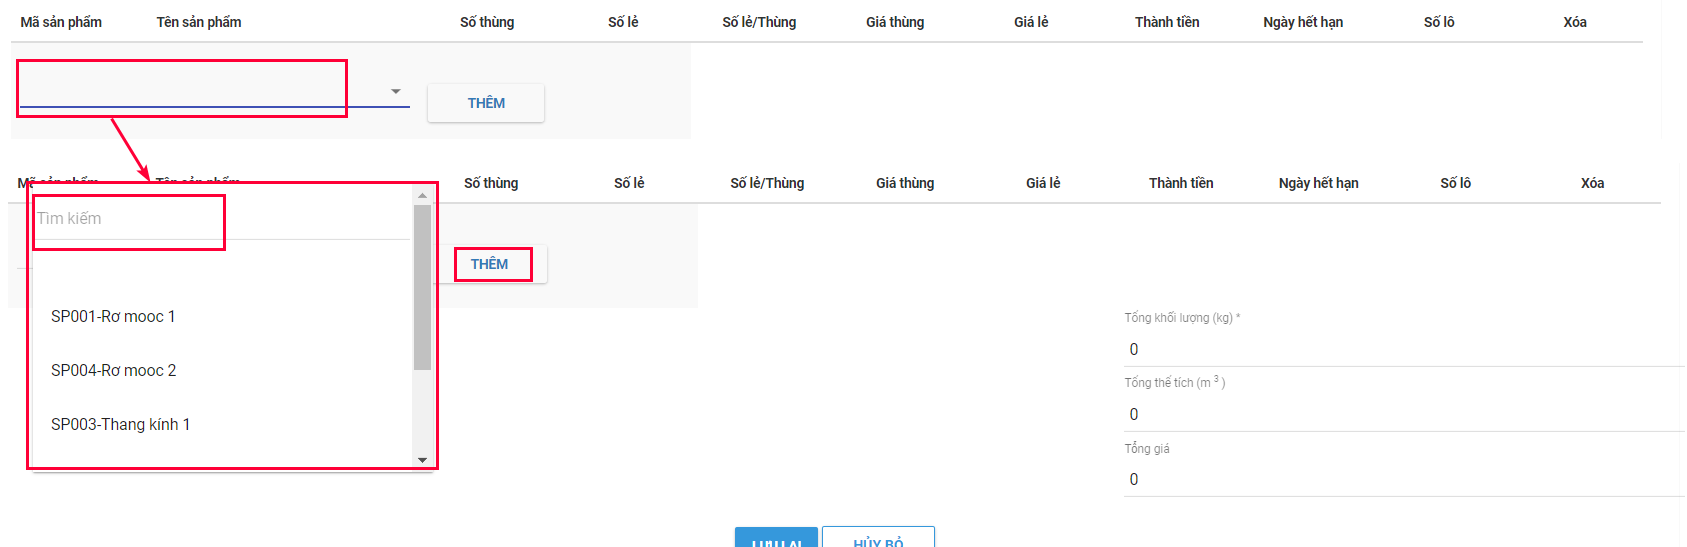 Mã sản phẩm Tên sản phẩm Số thùng Số lẻ Số lẻ/Thùng Giá thùng Giá lẻ Thành tiền Ngày hết hạn Số lô Xóa
THÊM
Mã sản phẩm Tên sản phẩm Số thùng Số lẻ Số lẻ/Thùng Giá thùng Giá lẻ Thành tiền Ngày hết hạn Số lô Xóa
Tìm kiếm
THÊM
SP001-Rơ mooc 1
SP004-Rơ mooc 2
SP003-Thang kính 1
Tổng khối lượng (kg) *
0
Tổng thể tích (m 3 )
0
Tổng giá
0
LƯU LẠI HỦY BỎ